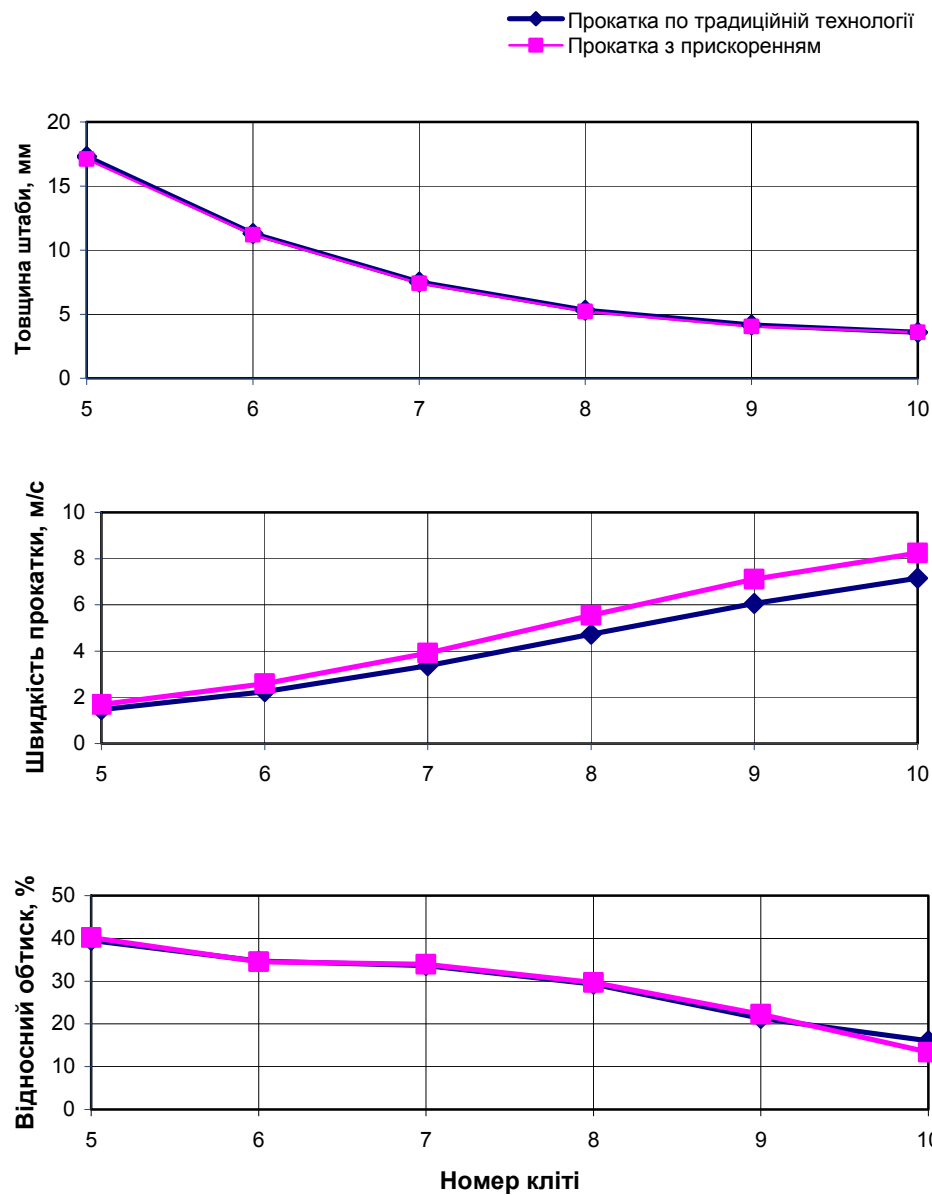 Прокатка по традиційній технології
Прокатка з прискоренням
Товщина штаби, мм
20
15
10
5
0
5 6 7 8 9 10
Швидкість прокатки, м/с
10
8
6
4
2
0
5 6 7 8 9 10
Відносний обтиск, %
50
40
30
20
10
0
5 6 7 8 9 10
Номер кліті